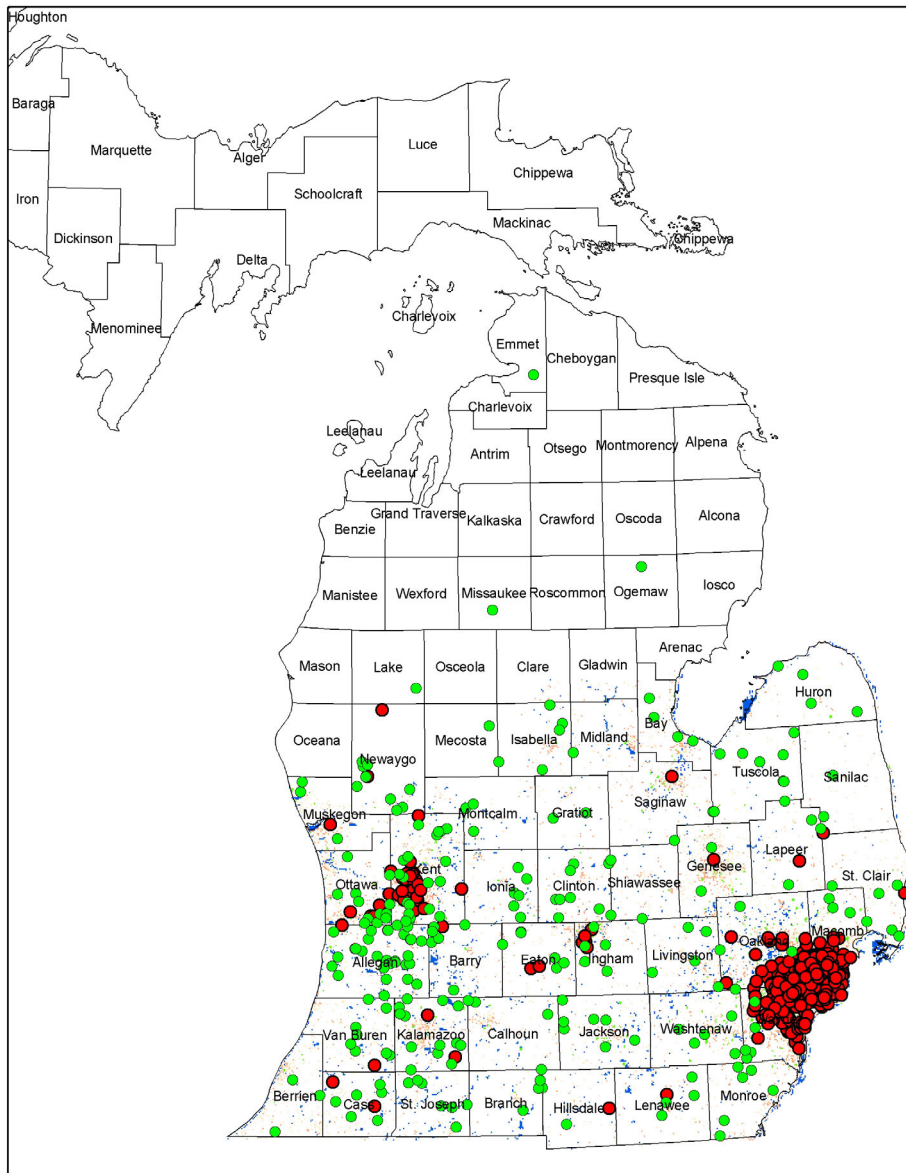 Houghton
Baraga
Marquette
Alger
Luce
Chippewa
Iron
Schoolcraft
Mackinac
Dickinson
Chippewa
Delta
Menominee
Charlevoix
Emmet
Cheboygan
Presque Isle
Charlevoix
Leelanau
Antrim
Otsego
Montmorency
Alpena
Leelanau
Grand Traverse
Benzie
Kalkaska
Crawford
Oscoda
Alcona
Manistee
Wexford
Missaukee
Roscommon
Ogemaw
Iosco
Arenac
Mason
Lake
Osceola
Clare
Gladwin
Huron
Bay
Oceana
Newaygo
Mecosta
Isabella
Midland
Tuscola
Sanilac
Saginaw
Muskegon
Montcalm
Gratiot
Lapeer
Genesee
Kent
St. Clair
Ottawa
Ionia
Clinton
Shiawassee
Macomb
Oakland
Allegan
Barry
Eaton
Ingham
Livingston
Van Buren
Kalamazoo
Calhoun
Jackson
Washtenaw
Berrien
Cass
St. Joseph
Branch
Hillsdale
Lenawee
Monroe